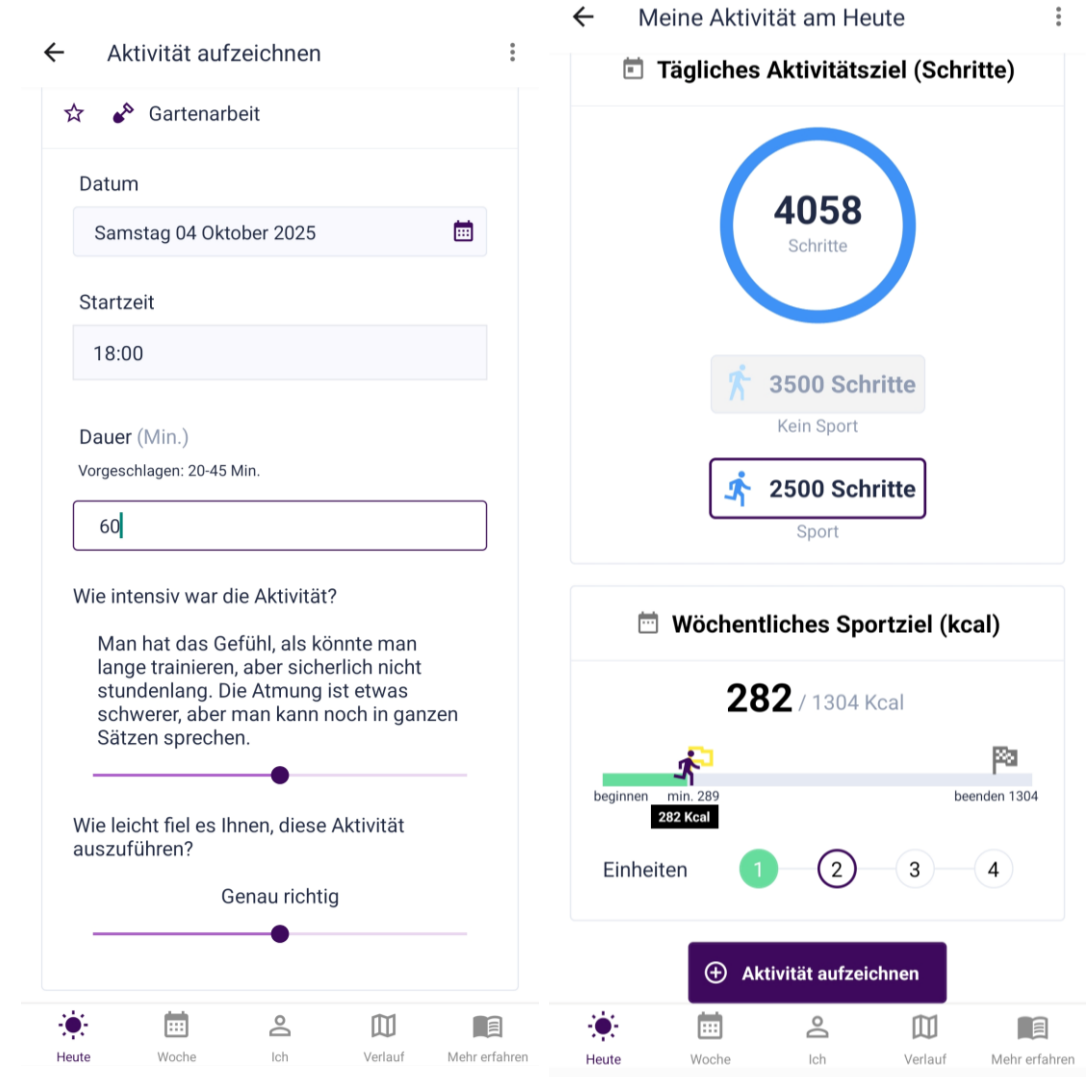 Aktivität aufzeichnen
Gartenarbeit
Datum
Samstag 04 Oktober 2025
Startzeit
18:00
Dauer (Min.)
Vorgeschlagen: 20-45 Min.
60
Wie intensiv war die Aktivität?
Man hat das Gefühl, als könnte man
lange trainieren, aber sicherlich nicht
stundenlang. Die Atmung ist etwas
schwerer, aber man kann noch in ganzen
Sätzen sprechen.
Wie leicht fiel es Ihnen, diese Aktivität
auszuführen?
Genau richtig
Heute Woche Ich Verlauf Mehr erfahren
Meine Aktivität am Heute
Tägliches Aktivitätsziel (Schritte)
4058
Schritte
3500 Schritte
Kein Sport
2500 Schritte
Sport
Wöchentliches Sportziel (kcal)
282 / 1304 Kcal
beginnen min. 289 beenden 1304
282 Kcal
Einheiten 1 2 3 4
Aktivität aufzeichnen
Heute Woche Ich Verlauf Mehr erfahren